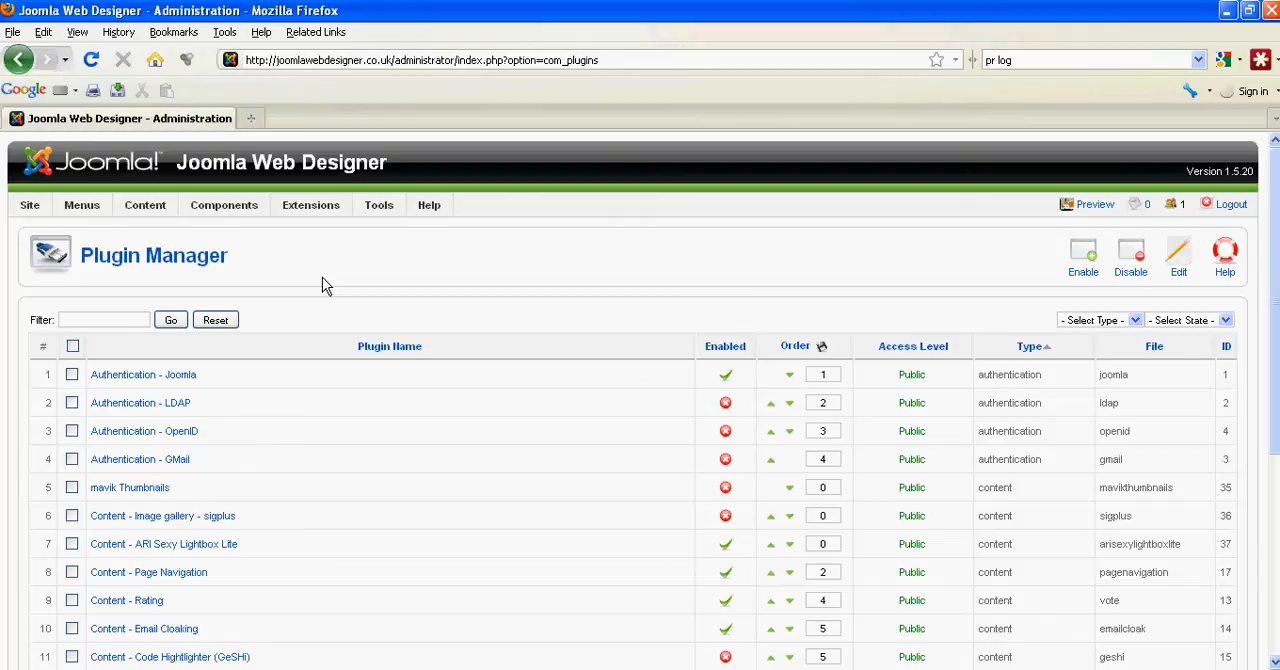 Joomla Web Designer - Administration - Mozilla Firefox
File Edit View History Bookmarks Tools Help Related Links
http://joomlawebdesigner.co.uk/administrator/index.php?option=com_plugins pr log
Google Sign in
Joomla Web Designer - Administration
Joomla! Joomla Web Designer
Version 1.5.20
Site Menus Content Components Extensions Tools Help Preview 0 1 Logout
Plugin Manager
Enable Disable Edit Help
Filter: Go Reset - Select Type - - Select State -
# Plugin Name Enabled Order Access Level Type File ID
1 Authentication - Joomla 1 Public authentication joomla 1
2 Authentication - LDAP 2 Public authentication ldap 2
3 Authentication - OpenID 3 Public authentication openid 4
4 Authentication - GMail 4 Public authentication gmail 3
5 mavik Thumbnails 0 Public content mavikthumbnails 35
6 Content - Image gallery - sigplus 0 Public content sigplus 36
7 Content - ARI Sexy Lightbox Lite 0 Public content arisexylightboxlite 37
8 Content - Page Navigation 2 Public content pagenavigation 17
9 Content - Rating 4 Public content vote 13
10 Content - Email Cloaking 5 Public content emailcloak 14
11 Content - Code Hightlighter (GeSHi) 5 Public content geshi 15